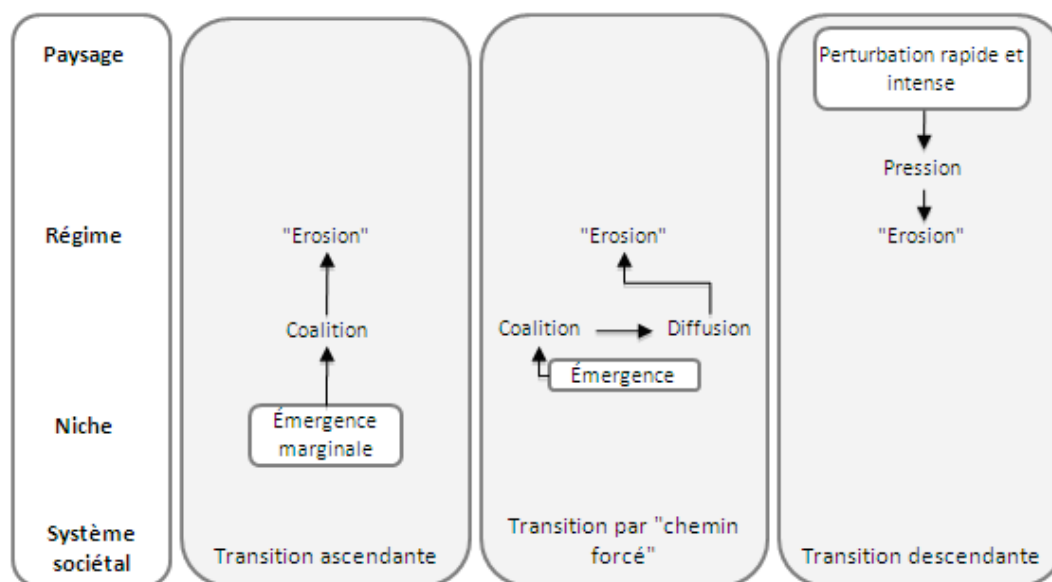 Paysage
Régime
Niche
Système
sociétal
"Erosion"
Coalition
Émergence
marginale
Transition ascendante
"Erosion"
Coalition
Diffusion
Émergence
Transition par "chemin
forcé"
Perturbation rapide et
intense
Pression
"Erosion"
Transition descendante